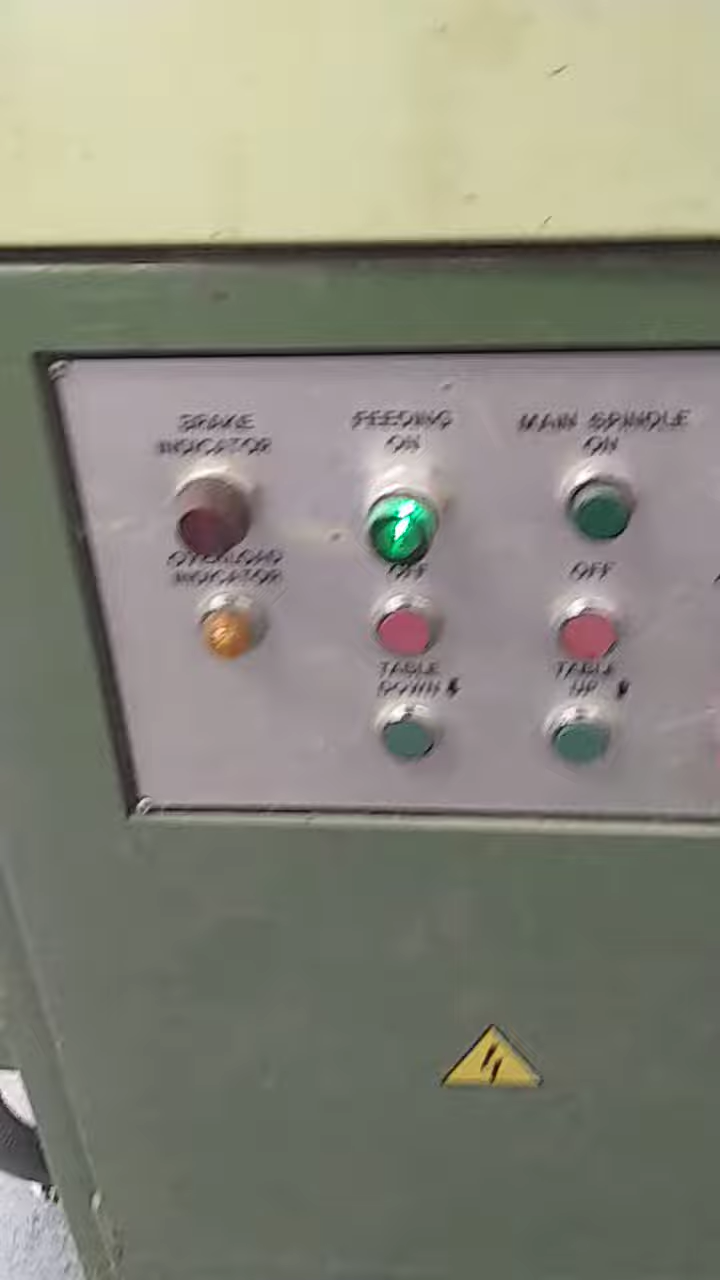 BRAKE
INDICATOR
FEEDING
ON
MAIN SPINDLE
ON
OVERLOAD
INDICATOR
OFF
OFF
TABLE
DOWN
TABLE
UP